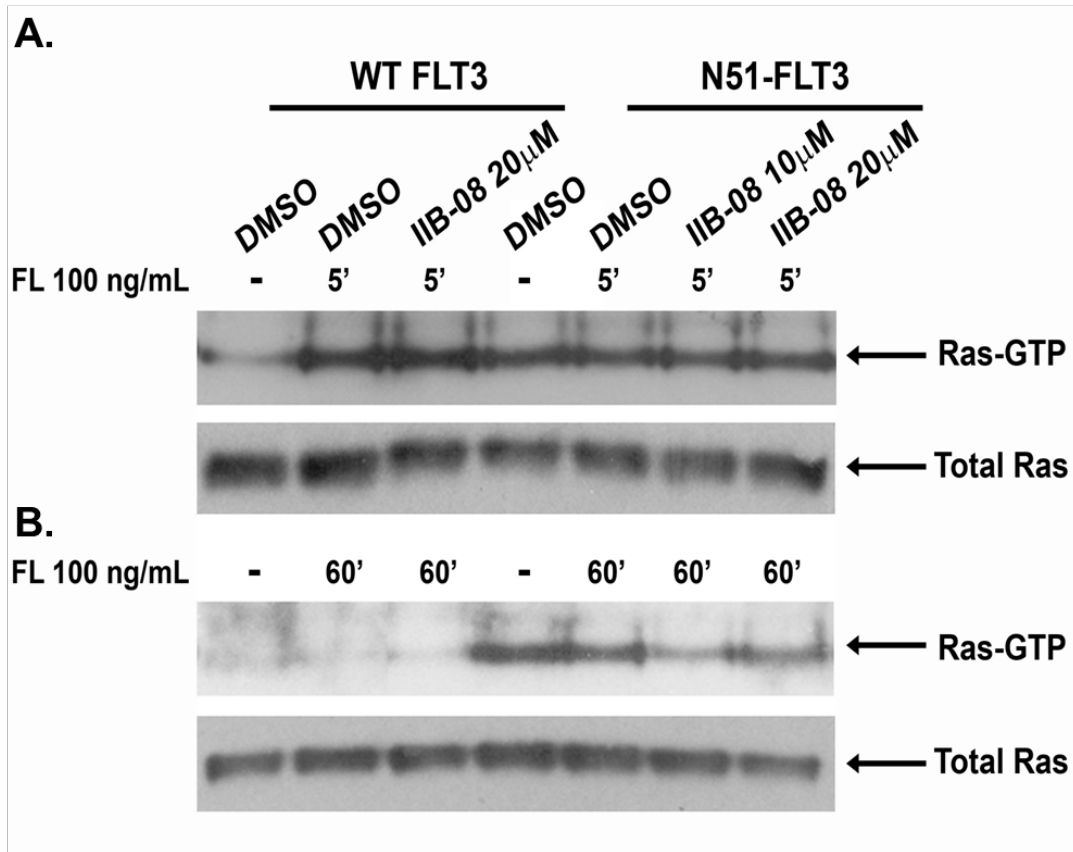 A.
WT FLT3 N51-FLT3
DMSO DMSO IIB-08 20μM DMSO DMSO IIB-08 10μM IIB-08 20μM
FL 100 ng/mL - 5’ 5’ - 5’ 5’ 5’
Ras-GTP
Total Ras
B.
FL 100 ng/mL - 60’ 60’ - 60’ 60’ 60’
Ras-GTP
Total Ras